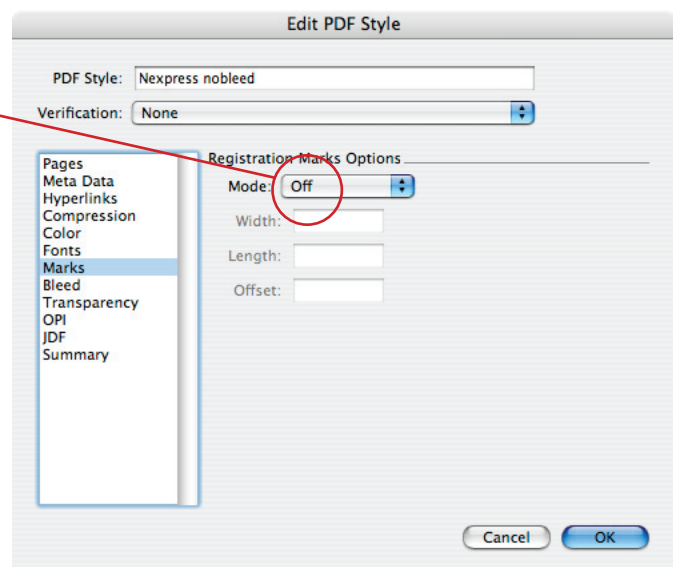 Edit PDF Style
PDF Style: Nexpress nobleed
Verification: None
Pages
Meta Data
Hyperlinks
Compression
Color
Fonts
Marks
Bleed
Transparency
OPI
JDF
Summary
Registration Marks Options
Mode: Off
Width:
Length:
Offset:
Cancel OK